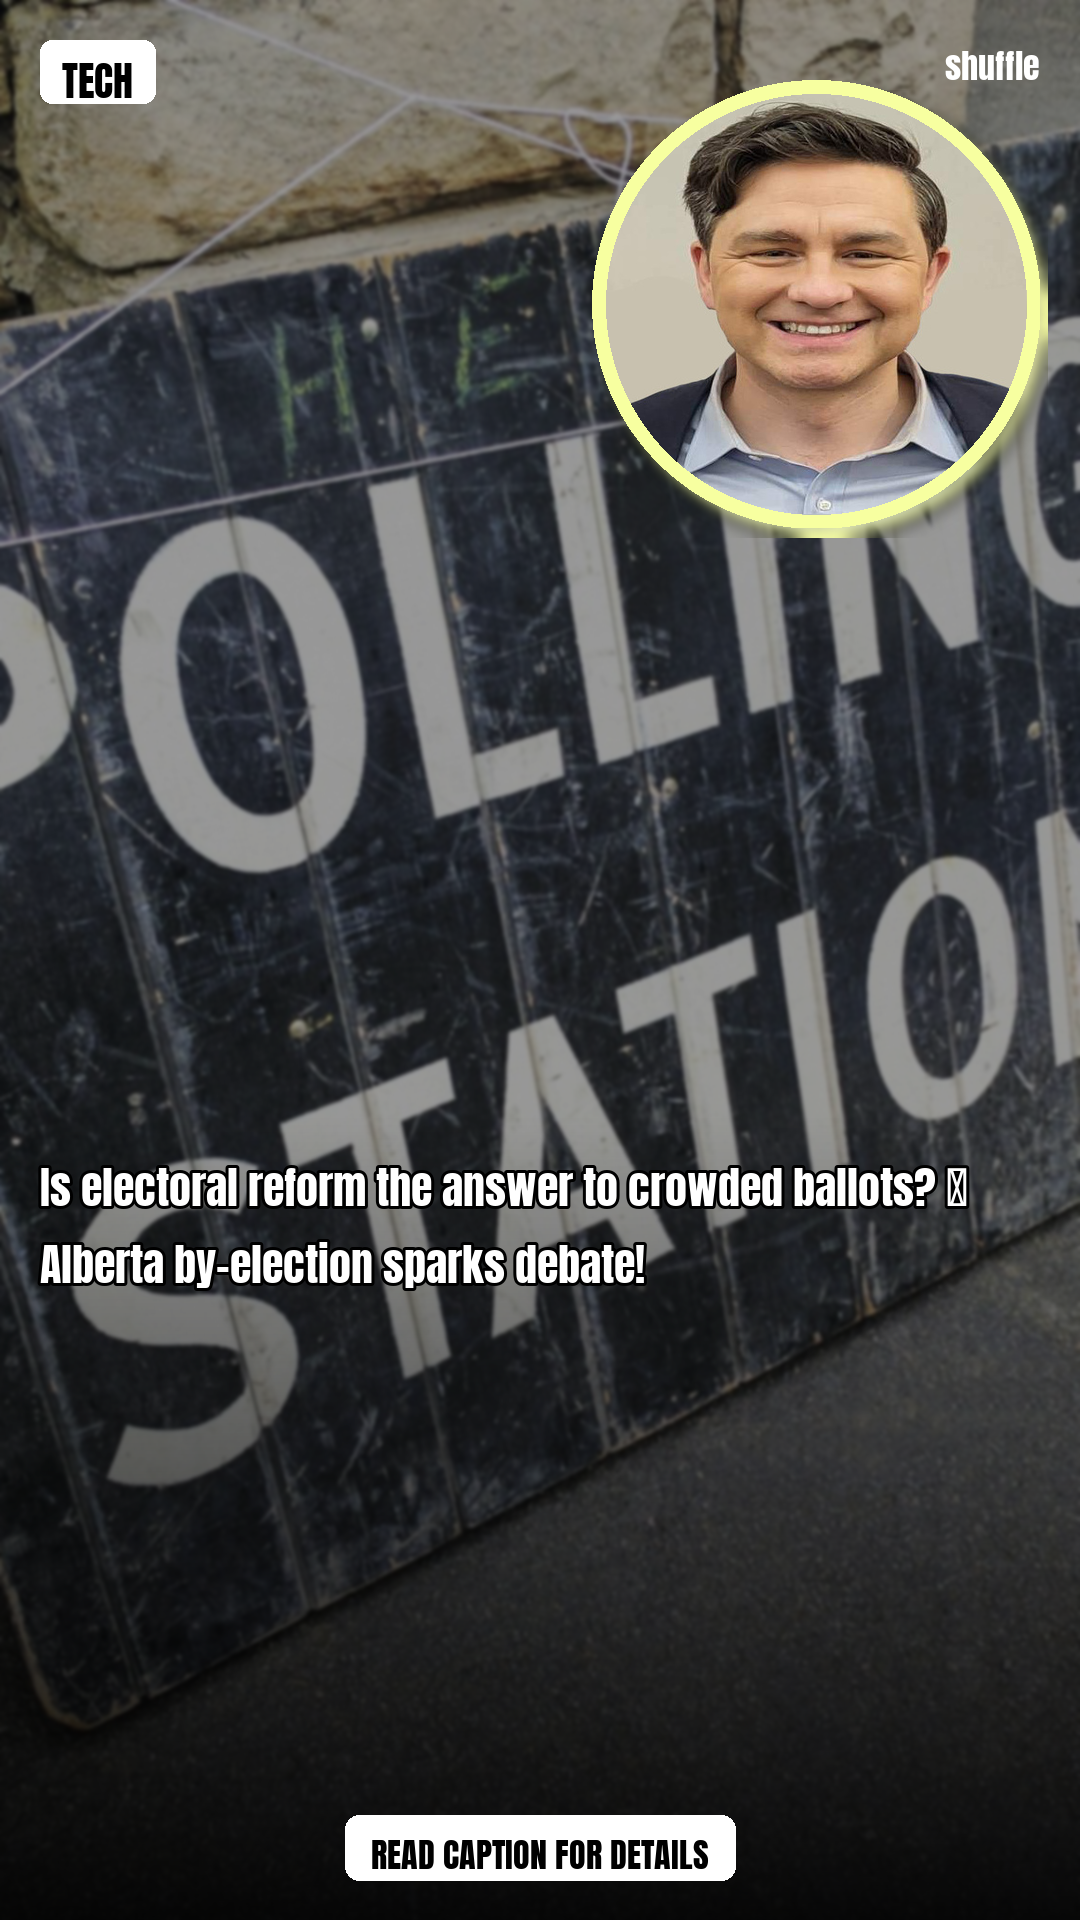 TECH
shuffle
H E
POLLING
STATION
Is electoral reform the answer to crowded ballots?
Alberta by-election sparks debate!
READ CAPTION FOR DETAILS